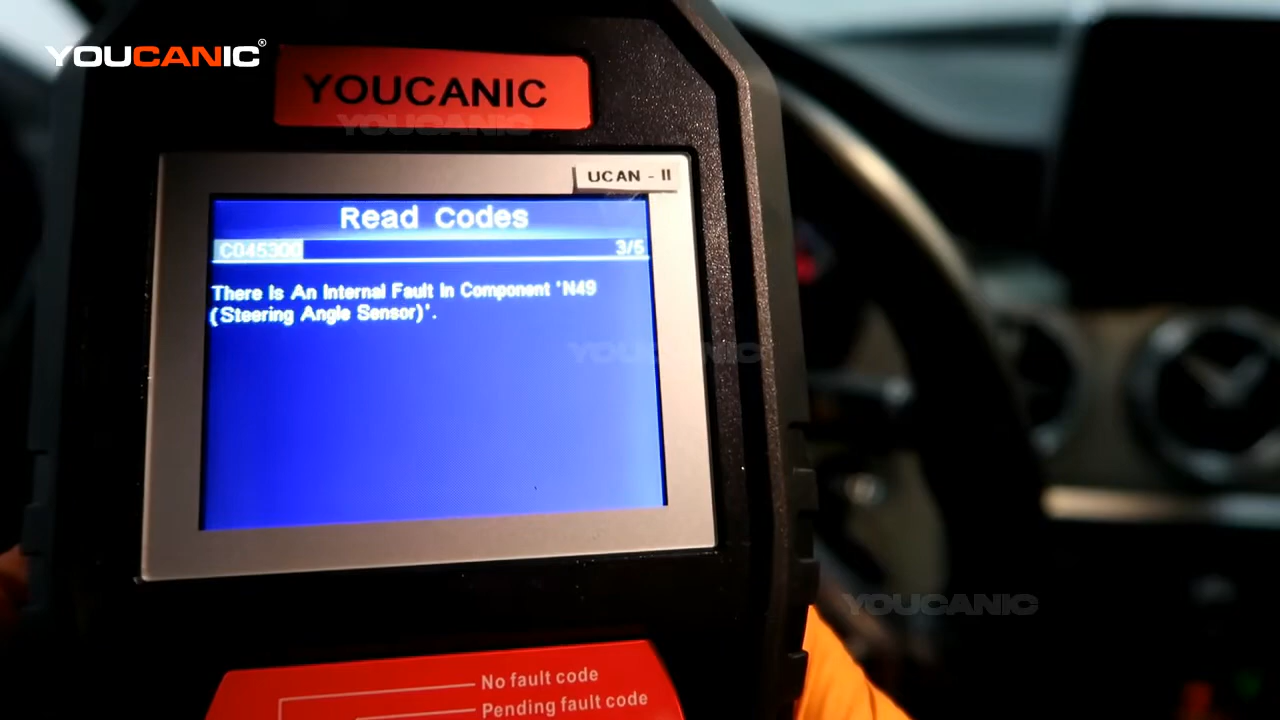 YOUCANIC®
YOUCANIC
YOUCANIC
UCAN - II
Read Codes
C045300 3/5
There Is An Internal Fault In Component 'N49
(Steering Angle Sensor)'.
YOUCANIC
YOUCANIC
No fault code
Pending fault code